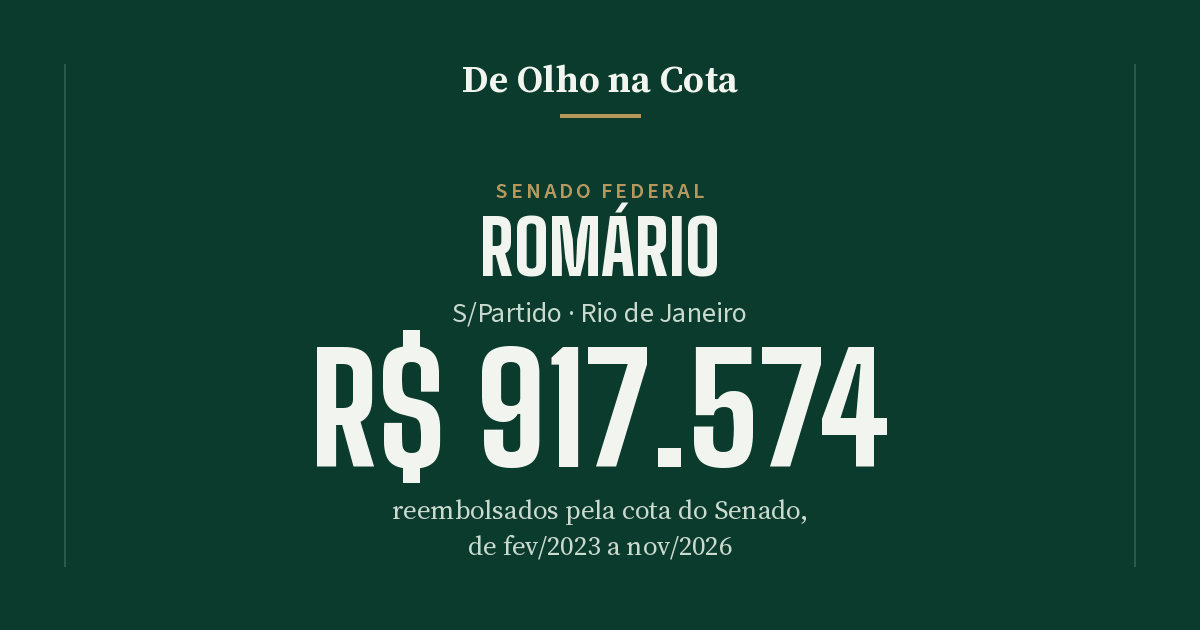 De Olho na Cota
SENADO FEDERAL
ROMÁRIO
S/Partido · Rio de Janeiro
R$ 917.574
reembolsados pela cota do Senado,
de fev/2023 a nov/2026